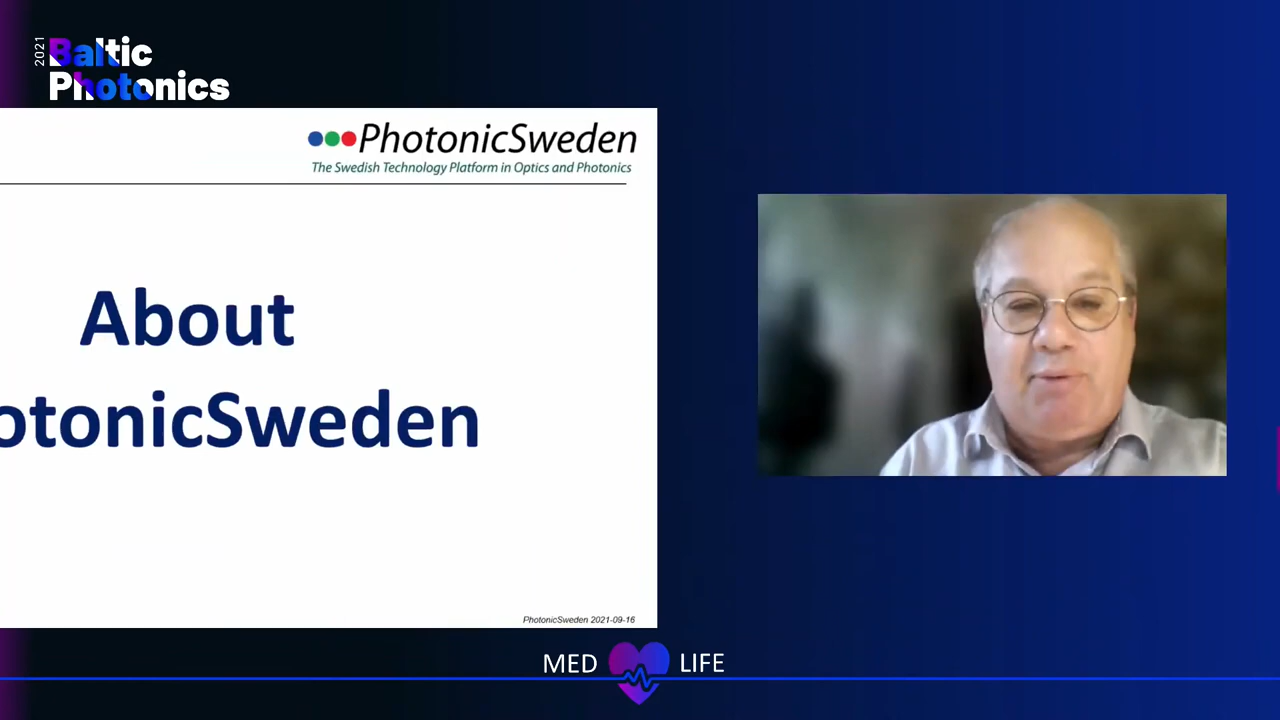 2021
Baltic
Photonics
PhotonicSweden
The Swedish Technology Platform in Optics and Photonics
About
otonicSweden
PhotonicSweden 2021-09-16
MED LIFE